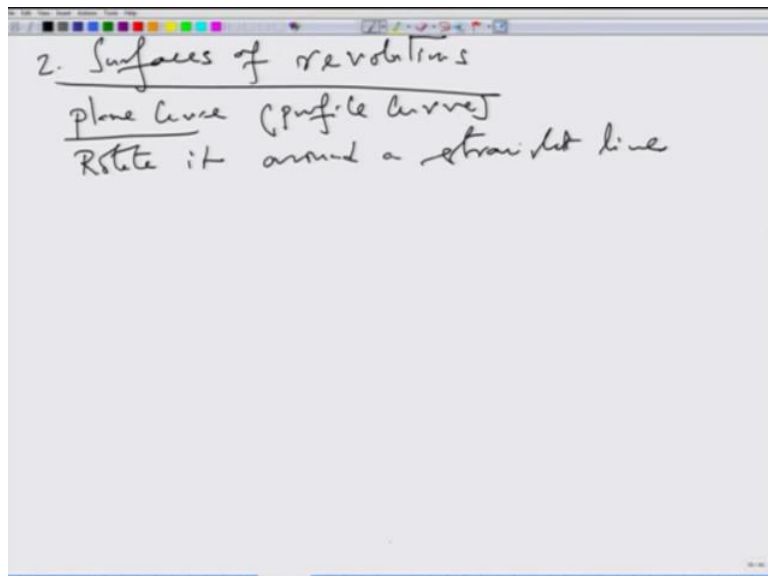 2. Surfaces of revolutions
plane curve (profile curve)
Rotate it around a straight line